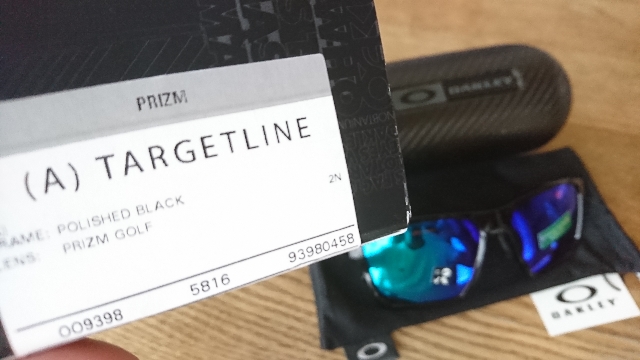 PRIZM
(A) TARGETLINE
2N
FRAME: POLISHED BLACK
LENS: PRIZM GOLF
009398 5816 93980458
OAKLEY
OAKLEY